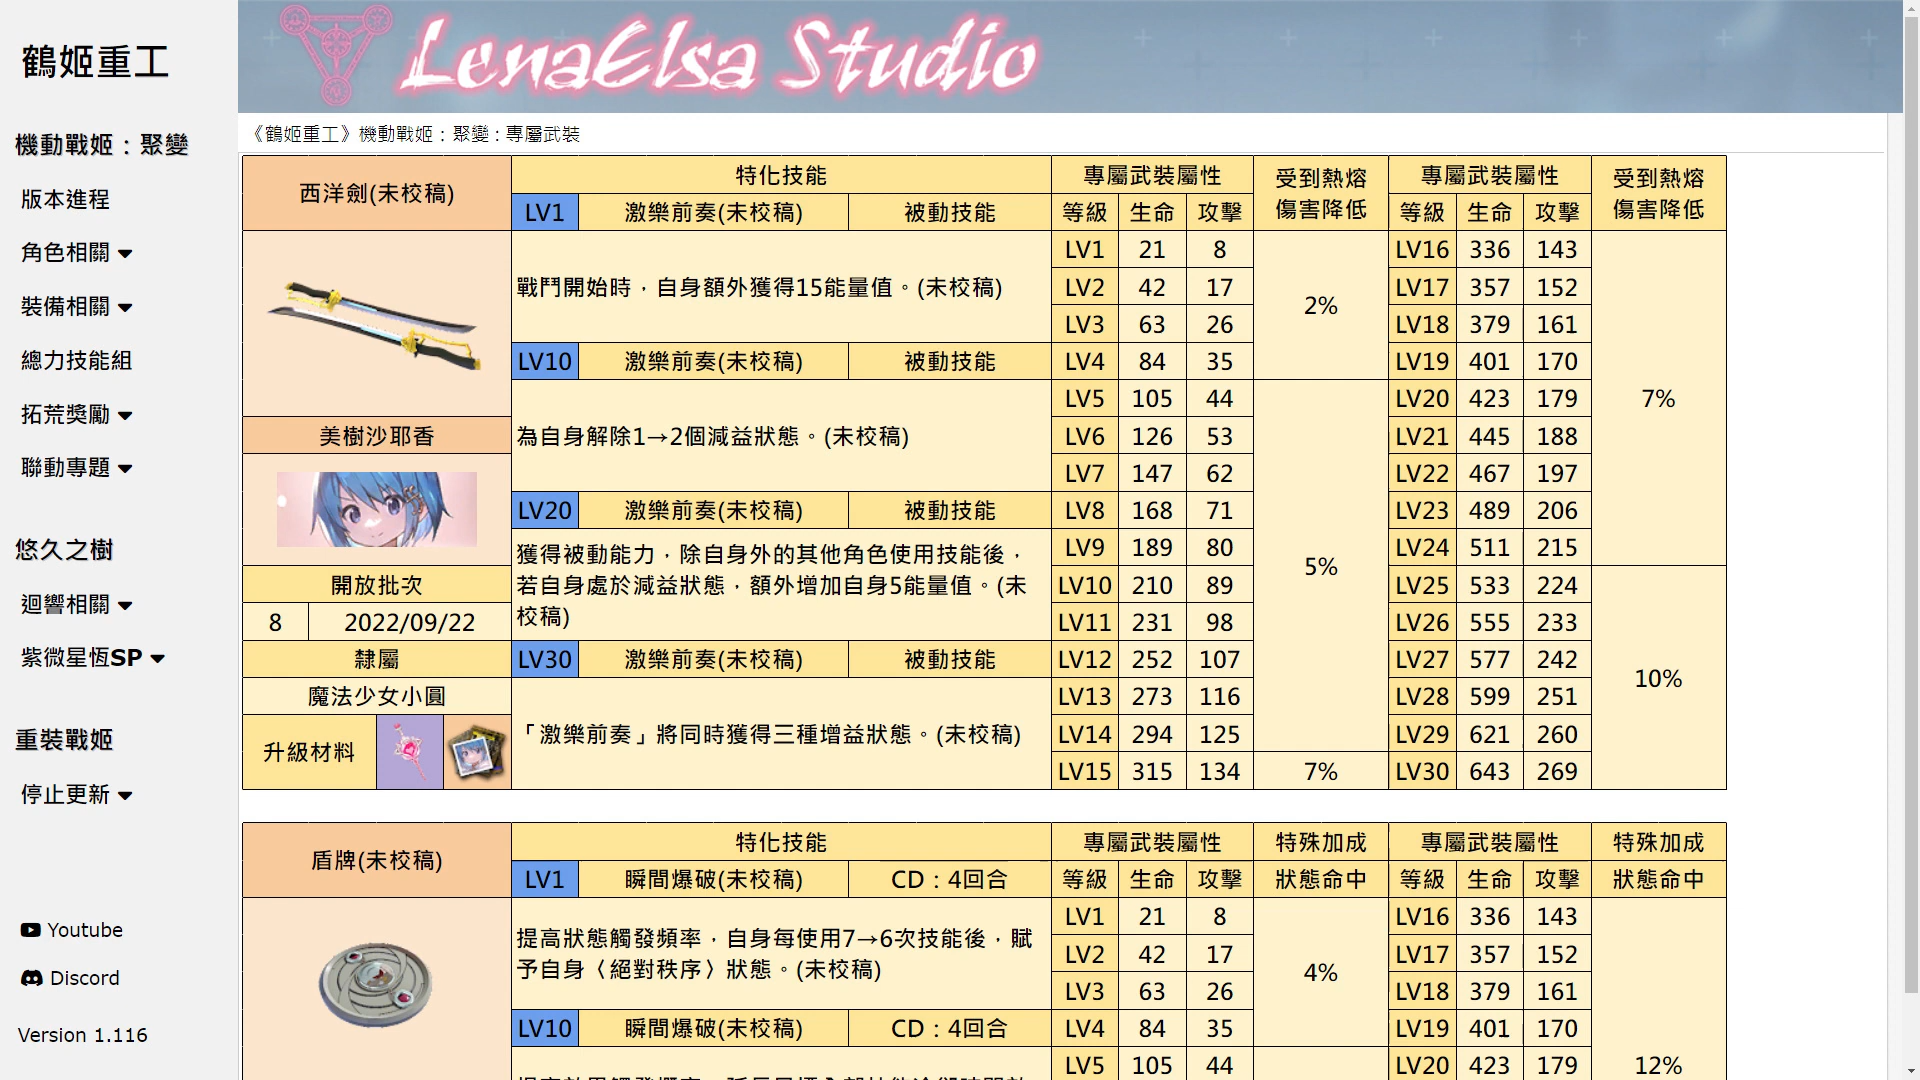 鶴姬重工
機動戰姬：聚變
版本進程
角色相關
裝備相關
總力技能組
拓荒獎勵
聯動專題
悠久之樹
迴響相關
紫微星恆SP
重裝戰姬
停止更新
Youtube
Discord
Version 1.116
LenaElsa Studio
《鶴姬重工》機動戰姬：聚變：專屬武裝
西洋劍(未校稿)
美樹沙耶香
開放批次
8 2022/09/22
隸屬
魔法少女小圓
升級材料
特化技能
LV1 激樂前奏(未校稿) 被動技能
戰鬥開始時，自身額外獲得15能量值。(未校稿)
LV10 激樂前奏(未校稿) 被動技能
為自身解除1→2個減益狀態。(未校稿)
LV20 激樂前奏(未校稿) 被動技能
獲得被動能力，除自身外的其他角色使用技能後，
若自身處於減益狀態，額外增加自身5能量值。(未
校稿)
LV30 激樂前奏(未校稿) 被動技能
「激樂前奏」將同時獲得三種增益狀態。(未校稿)
專屬武裝屬性
等級 生命 攻擊
LV1 21 8
LV2 42 17
LV3 63 26
LV4 84 35
LV5 105 44
LV6 126 53
LV7 147 62
LV8 168 71
LV9 189 80
LV10 210 89
LV11 231 98
LV12 252 107
LV13 273 116
LV14 294 125
LV15 315 134
受到熱熔
傷害降低
2%
5%
7%
專屬武裝屬性
等級 生命 攻擊
LV16 336 143
LV17 357 152
LV18 379 161
LV19 401 170
LV20 423 179
LV21 445 188
LV22 467 197
LV23 489 206
LV24 511 215
LV25 533 224
LV26 555 233
LV27 577 242
LV28 599 251
LV29 621 260
LV30 643 269
受到熱熔
傷害降低
7%
10%
盾牌(未校稿)
特化技能
LV1 瞬間爆破(未校稿) CD：4回合
提高狀態觸發頻率，自身每使用7→6次技能後，賦
予自身〈絕對秩序〉狀態。(未校稿)
LV10 瞬間爆破(未校稿) CD：4回合
專屬武裝屬性
等級 生命 攻擊
LV1 21 8
LV2 42 17
LV3 63 26
LV4 84 35
LV5 105 44
特殊加成
狀態命中
4%
專屬武裝屬性
等級 生命 攻擊
LV16 336 143
LV17 357 152
LV18 379 161
LV19 401 170
LV20 423 179
特殊加成
狀態命中
12%